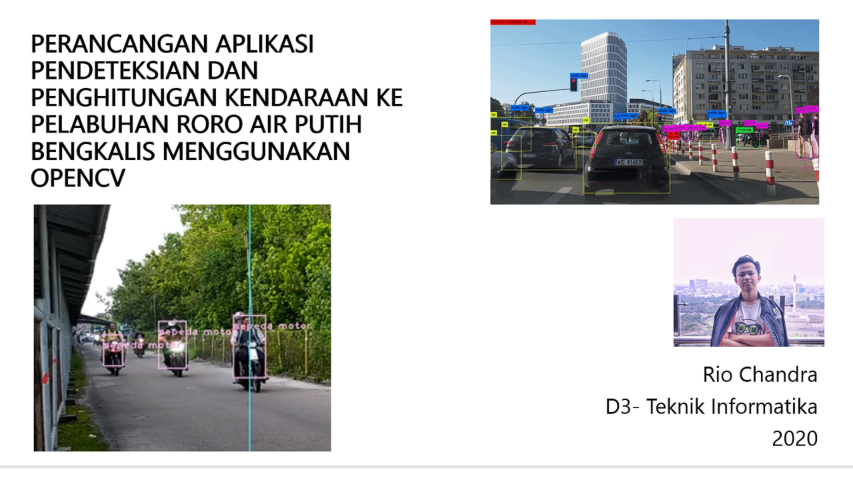 PERANCANGAN APLIKASI
PENDETEKSIAN DAN
PENGHITUNGAN KENDARAAN KE
PELABUHAN RORO AIR PUTIH
BENGKALIS MENGGUNAKAN
OPENCV
sepeda motor
sepeda motor
sepeda motor
Rio Chandra
D3- Teknik Informatika
2020